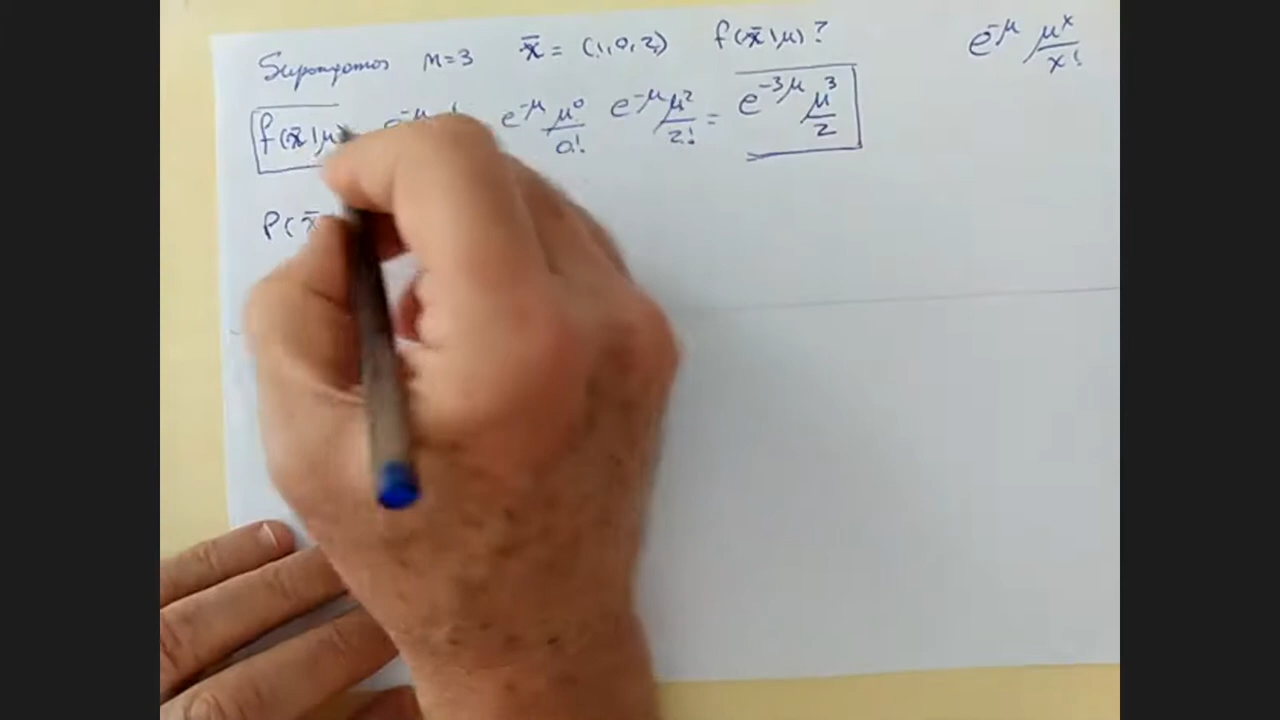 Supongamos n=3 x̄ = (1,0,2) f(x̄|μ)? e^-μ μ^x/x!
f(x̄|μ) e^-μ e^-μ μ^0/0! e^-μ μ^2/2! = e^-3μ μ^3/2
P(x̄